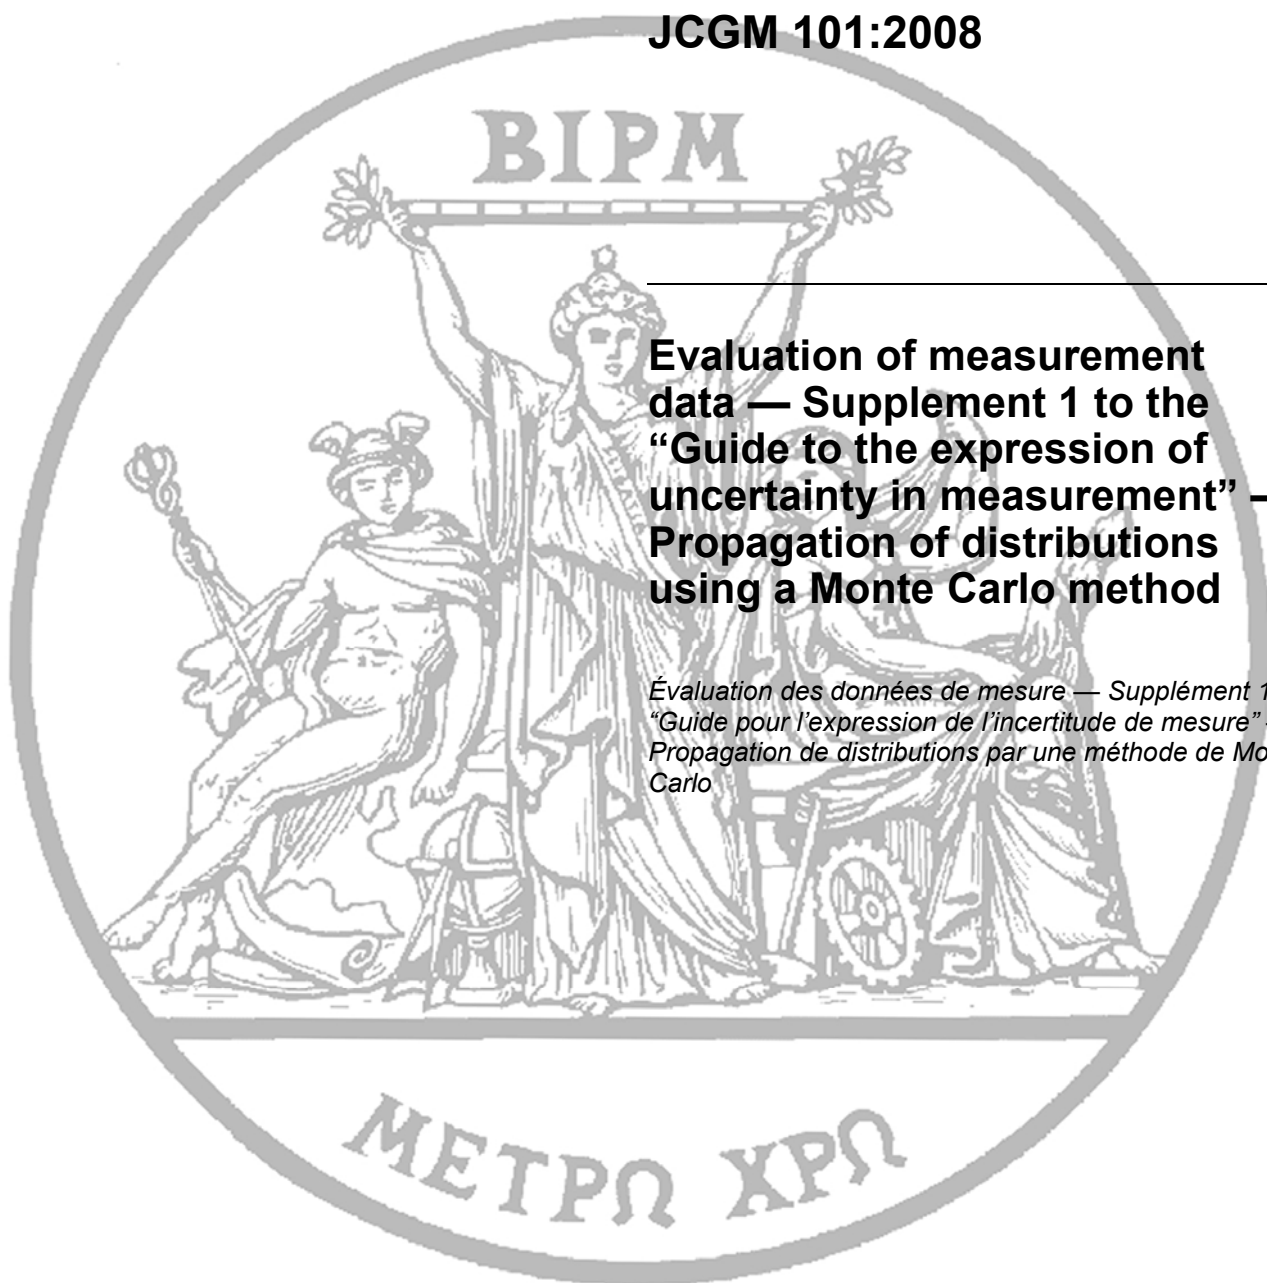 JCGM 101:2008
BIPM
Evaluation of measurement
data — Supplement 1 to the
“Guide to the expression of
uncertainty in measurement” —
Propagation of distributions
using a Monte Carlo method
Évaluation des données de mesure — Supplément 1
“Guide pour l’expression de l’incertitude de mesure”
Propagation de distributions par une méthode de
Carlo
ΜΕΤΡΩ ΧΡΩ